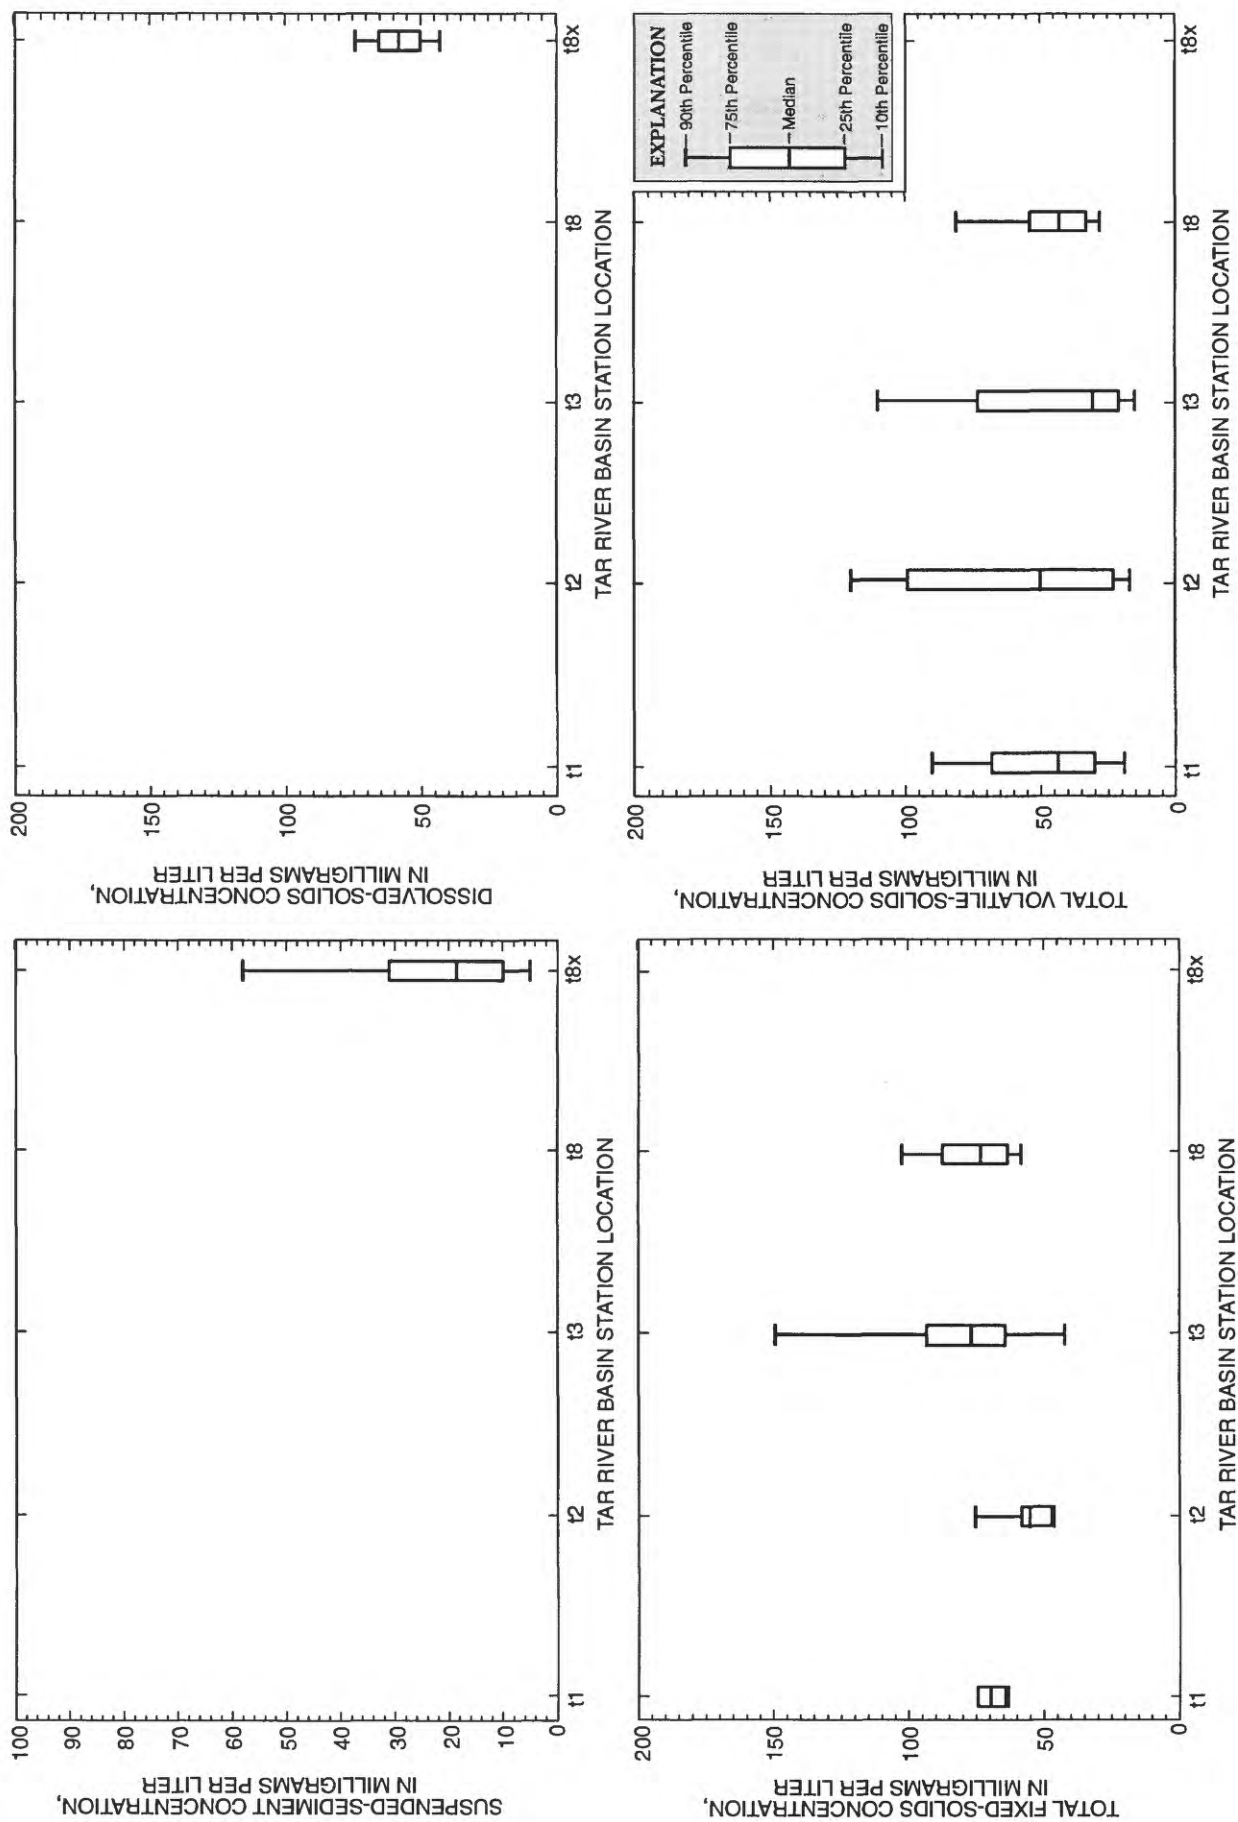 SUSPENDED-SEDIMENT CONCENTRATION,
IN MILLIGRAMS PER LITER
100
90
80
70
60
50
40
30
20
10
0
t1
t2
t3
t8
t8x
TAR RIVER BASIN STATION LOCATION
DISSOLVED-SOLIDS CONCENTRATION,
IN MILLIGRAMS PER LITER
200
150
100
50
0
t1
t2
t3
t8
t8x
TAR RIVER BASIN STATION LOCATION
TOTAL FIXED-SOLIDS CONCENTRATION,
IN MILLIGRAMS PER LITER
200
150
100
50
0
t1
t2
t3
t8
t8x
TAR RIVER BASIN STATION LOCATION
TOTAL VOLATILE-SOLIDS CONCENTRATION,
IN MILLIGRAMS PER LITER
200
150
100
50
0
t1
t2
t3
t8
t8x
TAR RIVER BASIN STATION LOCATION
EXPLANATION
90th Percentile
75th Percentile
Median
25th Percentile
10th Percentile